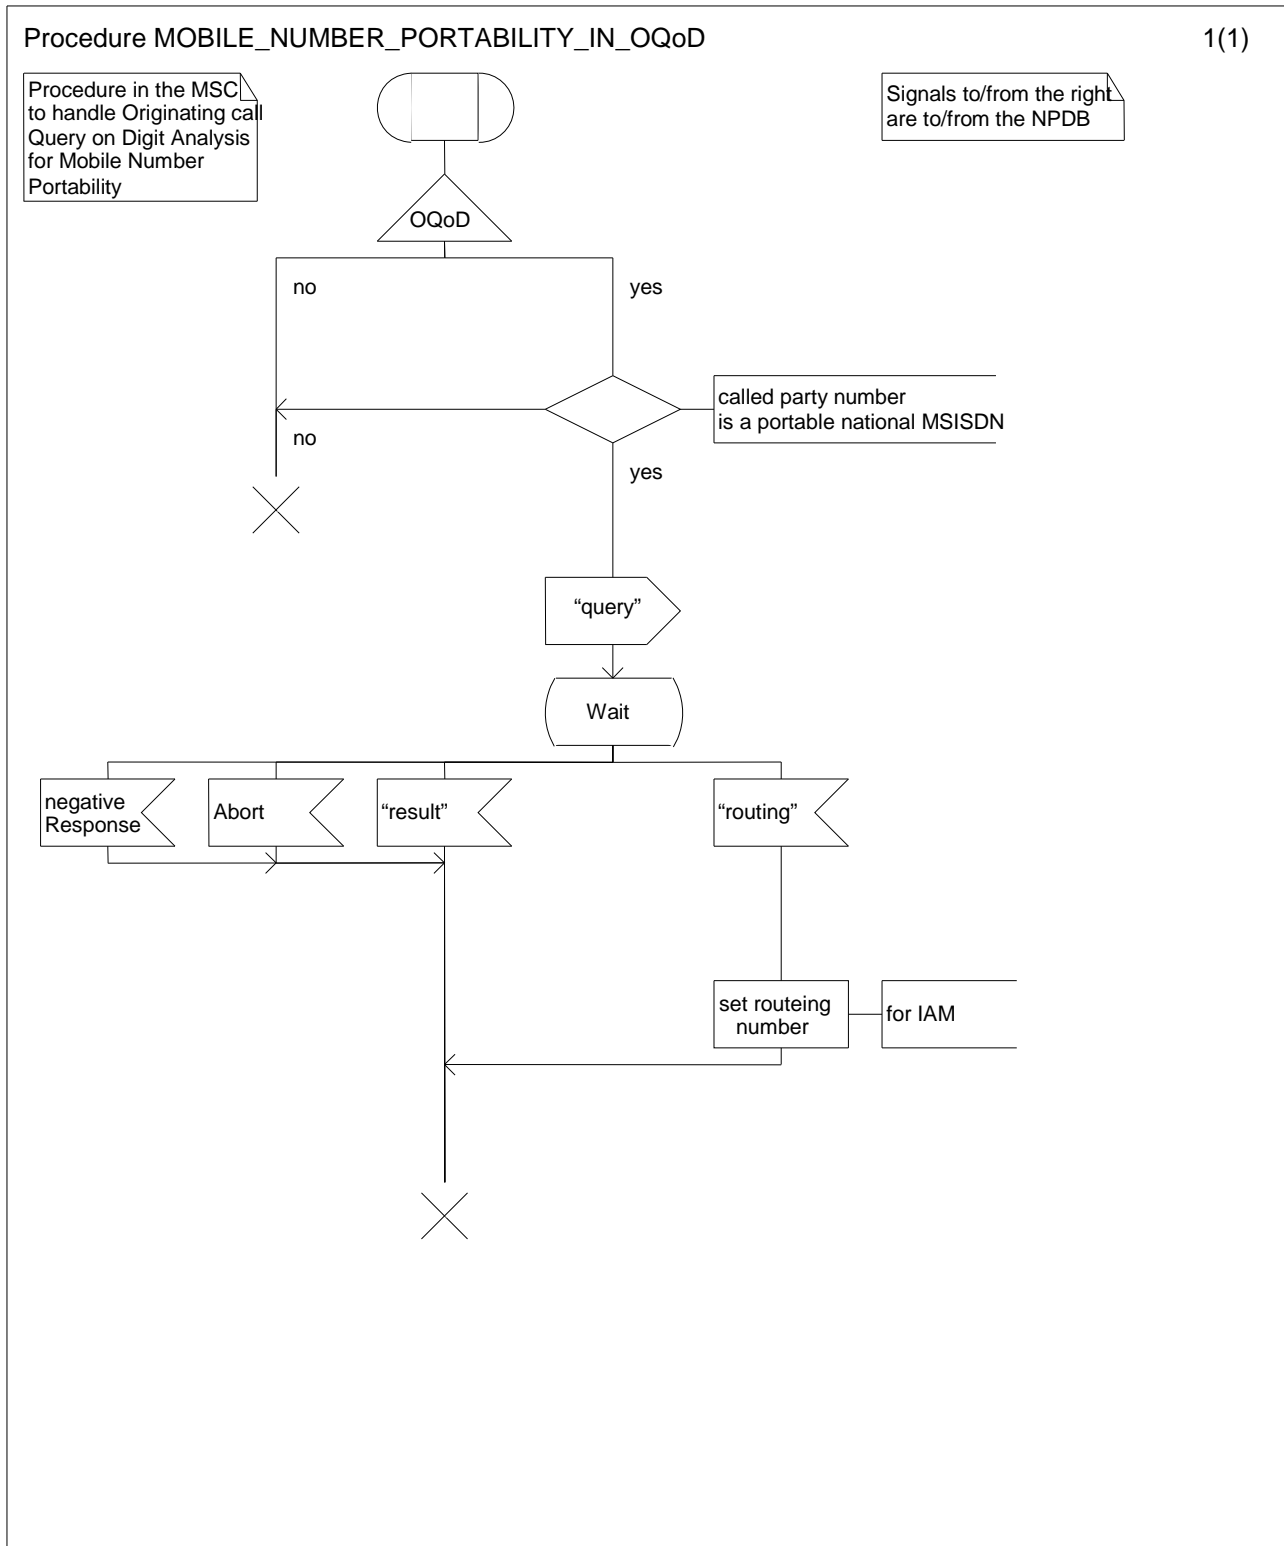 Procedure MOBILE_NUMBER_PORTABILITY_IN_OQoD
1(1)
Procedure in the MSC
to handle Originating call
Query on Digit Analysis
for Mobile Number
Portability
Signals to/from the right
are to/from the NPDB
OQoD
no
yes
called party number
is a portable national MSISDN
no
yes
“query”
Wait
negative
Response
Abort
“result”
“routing”
set routeing
number
for IAM